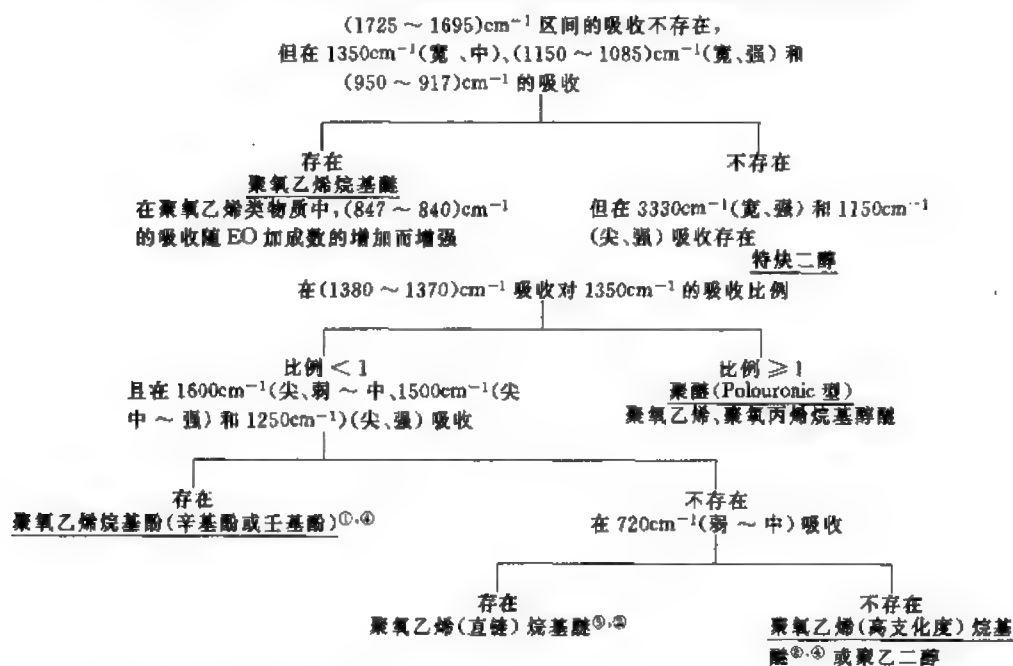 (1725～1695)cm⁻¹ 区间的吸收不存在，
但在 1350cm⁻¹(宽、中)、(1150～1085)cm⁻¹(宽、强) 和
(950～917)cm⁻¹ 的吸收
存在
不存在
聚氧乙烯烷基醚
在聚氧乙烯类物质中，(847～840)cm⁻¹
的吸收随 EO 加成数的增加而增强
但在 3330cm⁻¹(宽、强) 和 1150cm⁻¹
(尖、强) 吸收存在
特炔二醇
在(1380～1370)cm⁻¹ 吸收对 1350cm⁻¹ 的吸收比例
比例 < 1
且在 1600cm⁻¹(尖、弱～中、1500cm⁻¹(尖
中～强) 和 1250cm⁻¹)(尖、强) 吸收
比例 ⩾ 1
聚醚(Polouronic 型)
聚氧乙烯、聚氧丙烯烷基醇醚
存在
聚氧乙烯烷基酚(辛基酚或壬基酚)①·④
不存在
在 720cm⁻¹(弱～中) 吸收
存在
聚氧乙烯(直链) 烷基醚⑤·②
不存在
聚氧乙烯(高支化度) 烷基
醚②·④ 或聚乙二醇